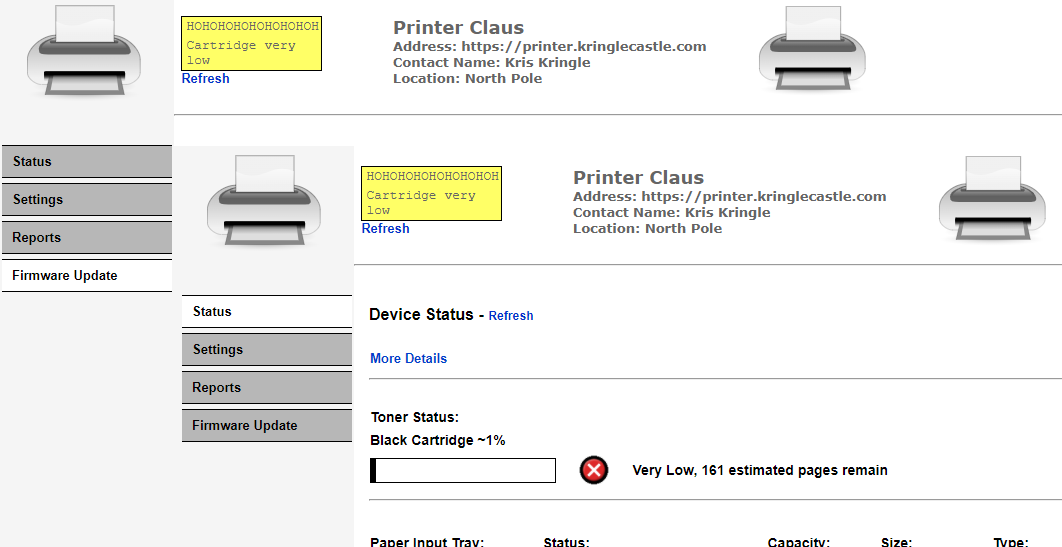 HOHOHOHOHOHOHOHOH
Cartridge very
low
Refresh
Printer Claus
Address: https://printer.kringlecastle.com
Contact Name: Kris Kringle
Location: North Pole
Status
Settings
Reports
Firmware Update
HOHOHOHOHOHOHOHOH
Cartridge very
low
Refresh
Printer Claus
Address: https://printer.kringlecastle.com
Contact Name: Kris Kringle
Location: North Pole
Status
Settings
Reports
Firmware Update
Device Status - Refresh
More Details
Toner Status:
Black Cartridge ~1%
Very Low, 161 estimated pages remain
Paper Input Tray: Status: Capacity: Size: Type: